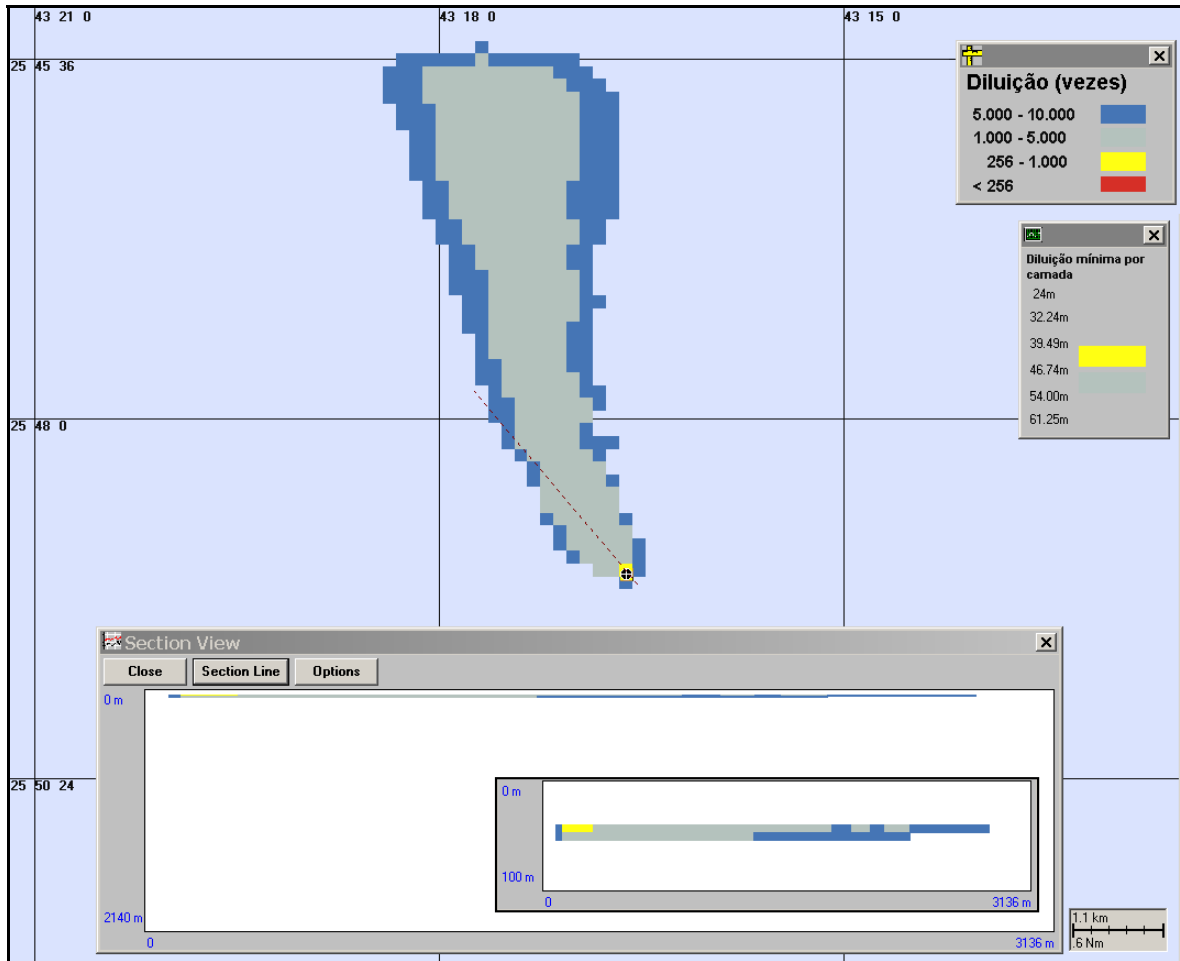 43 21 0
43 18 0
43 15 0
25 45 36
25 48 0
25 50 24
Diluição (vezes)
5.000 - 10.000
1.000 - 5.000
256 - 1.000
< 256
Diluição mínima por
camada
24m
32.24m
39.49m
46.74m
54.00m
61.25m
Section View
Close
Section Line
Options
0 m
2140 m
0
3136 m
0 m
100 m
0
3136 m
1.1 km
.6 Nm